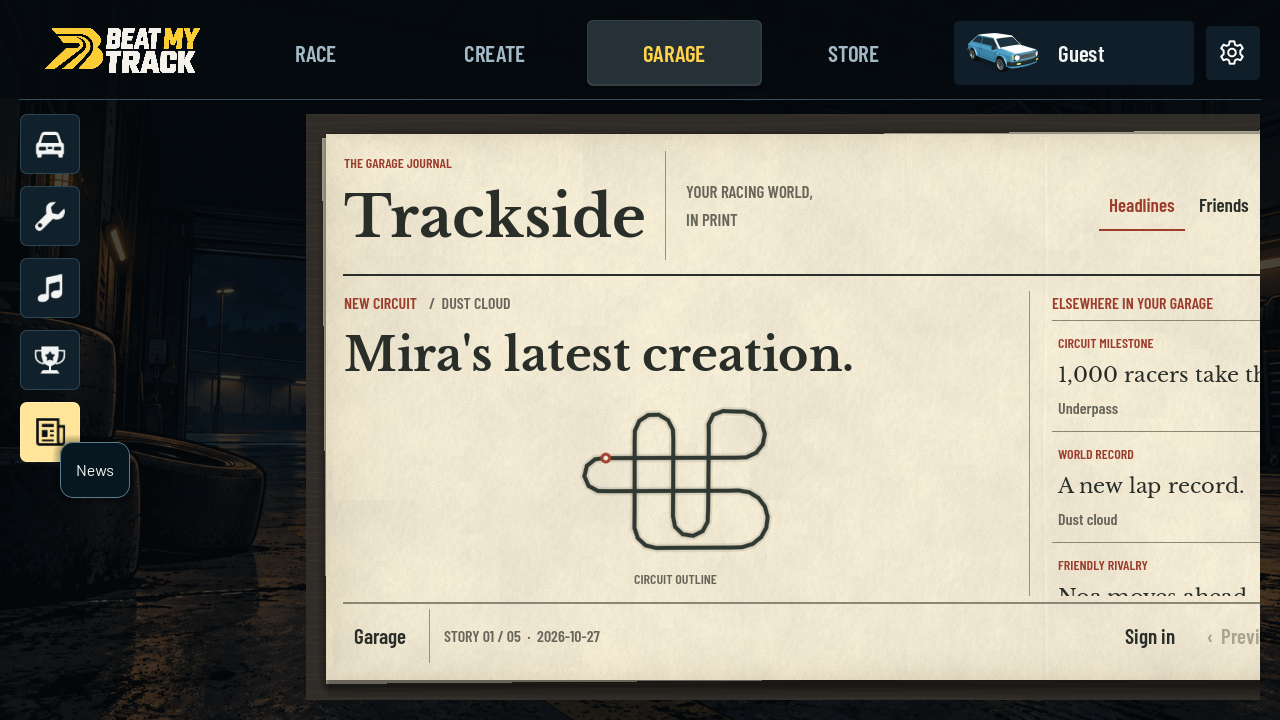 BEAT MY
TRACK
RACE
CREATE
GARAGE
STORE
Guest
THE GARAGE JOURNAL
Trackside
YOUR RACING WORLD,
IN PRINT
Headlines
Friends
NEW CIRCUIT / DUST CLOUD
Mira's latest creation.
CIRCUIT OUTLINE
ELSEWHERE IN YOUR GARAGE
CIRCUIT MILESTONE
1,000 racers take
Underpass
WORLD RECORD
A new lap record.
Dust cloud
FRIENDLY RIVALRY
Noa moves ahead.
News
Garage
STORY 01 / 05 · 2026-10-27
Sign in
‹ Previ